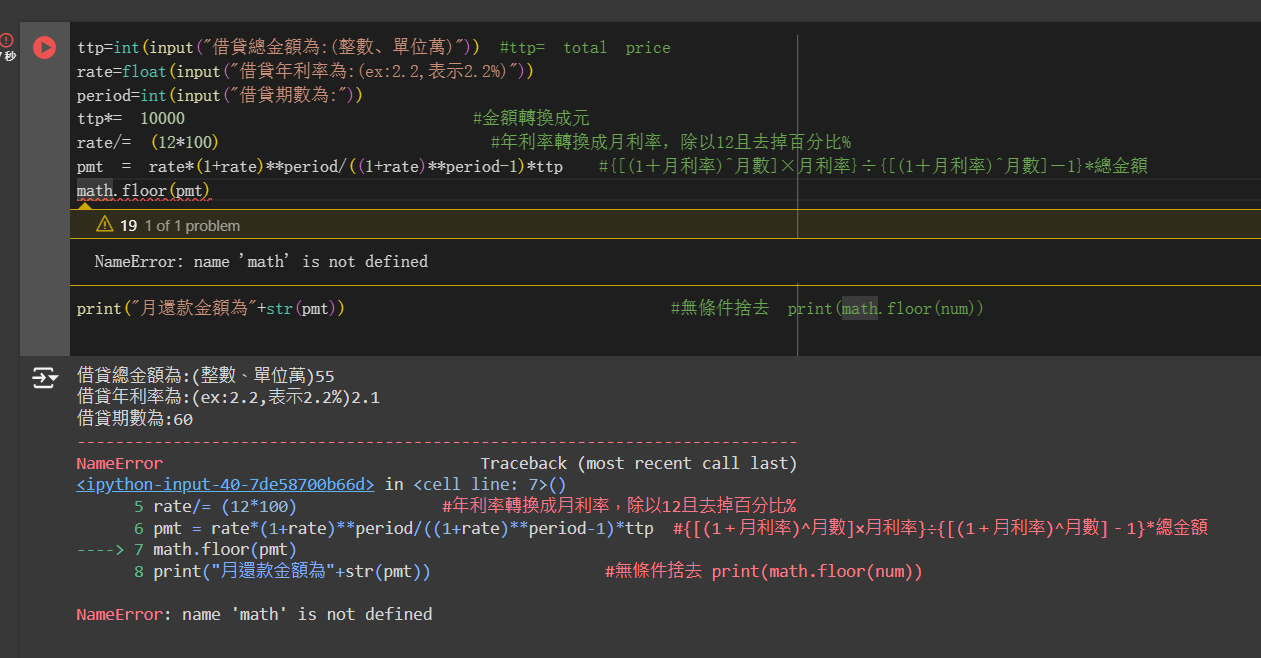 7 秒
ttp=int(input("借貸總金額為:(整數、單位萬)")) #ttp= total price
rate=float(input("借貸年利率為:(ex:2.2,表示2.2%)"))
period=int(input("借貸期數為:"))
ttp*= 10000 #金額轉換成元
rate/= (12*100) #年利率轉換成月利率，除以12且去掉百分比%
pmt = rate*(1+rate)**period/((1+rate)**period-1)*ttp #{[(1＋月利率)^月數]×月利率}÷{[(1＋月利率)^月數]－1}*總金額
math.floor(pmt)
19 1 of 1 problem
NameError: name 'math' is not defined
print("月還款金額為"+str(pmt)) #無條件捨去 print(math.floor(num))
借貸總金額為:(整數、單位萬)55
借貸年利率為:(ex:2.2,表示2.2%)2.1
借貸期數為:60
---------------------------------------------------------------------------
NameError Traceback (most recent call last)
<ipython-input-40-7de58700b66d> in <cell line: 7>()
5 rate/= (12*100) #年利率轉換成月利率，除以12且去掉百分比%
6 pmt = rate*(1+rate)**period/((1+rate)**period-1)*ttp #{[(1＋月利率)^月數]×月利率}÷{[(1＋月利率)^月數]－1}*總金額
----> 7 math.floor(pmt)
8 print("月還款金額為"+str(pmt)) #無條件捨去 print(math.floor(num))
NameError: name 'math' is not defined